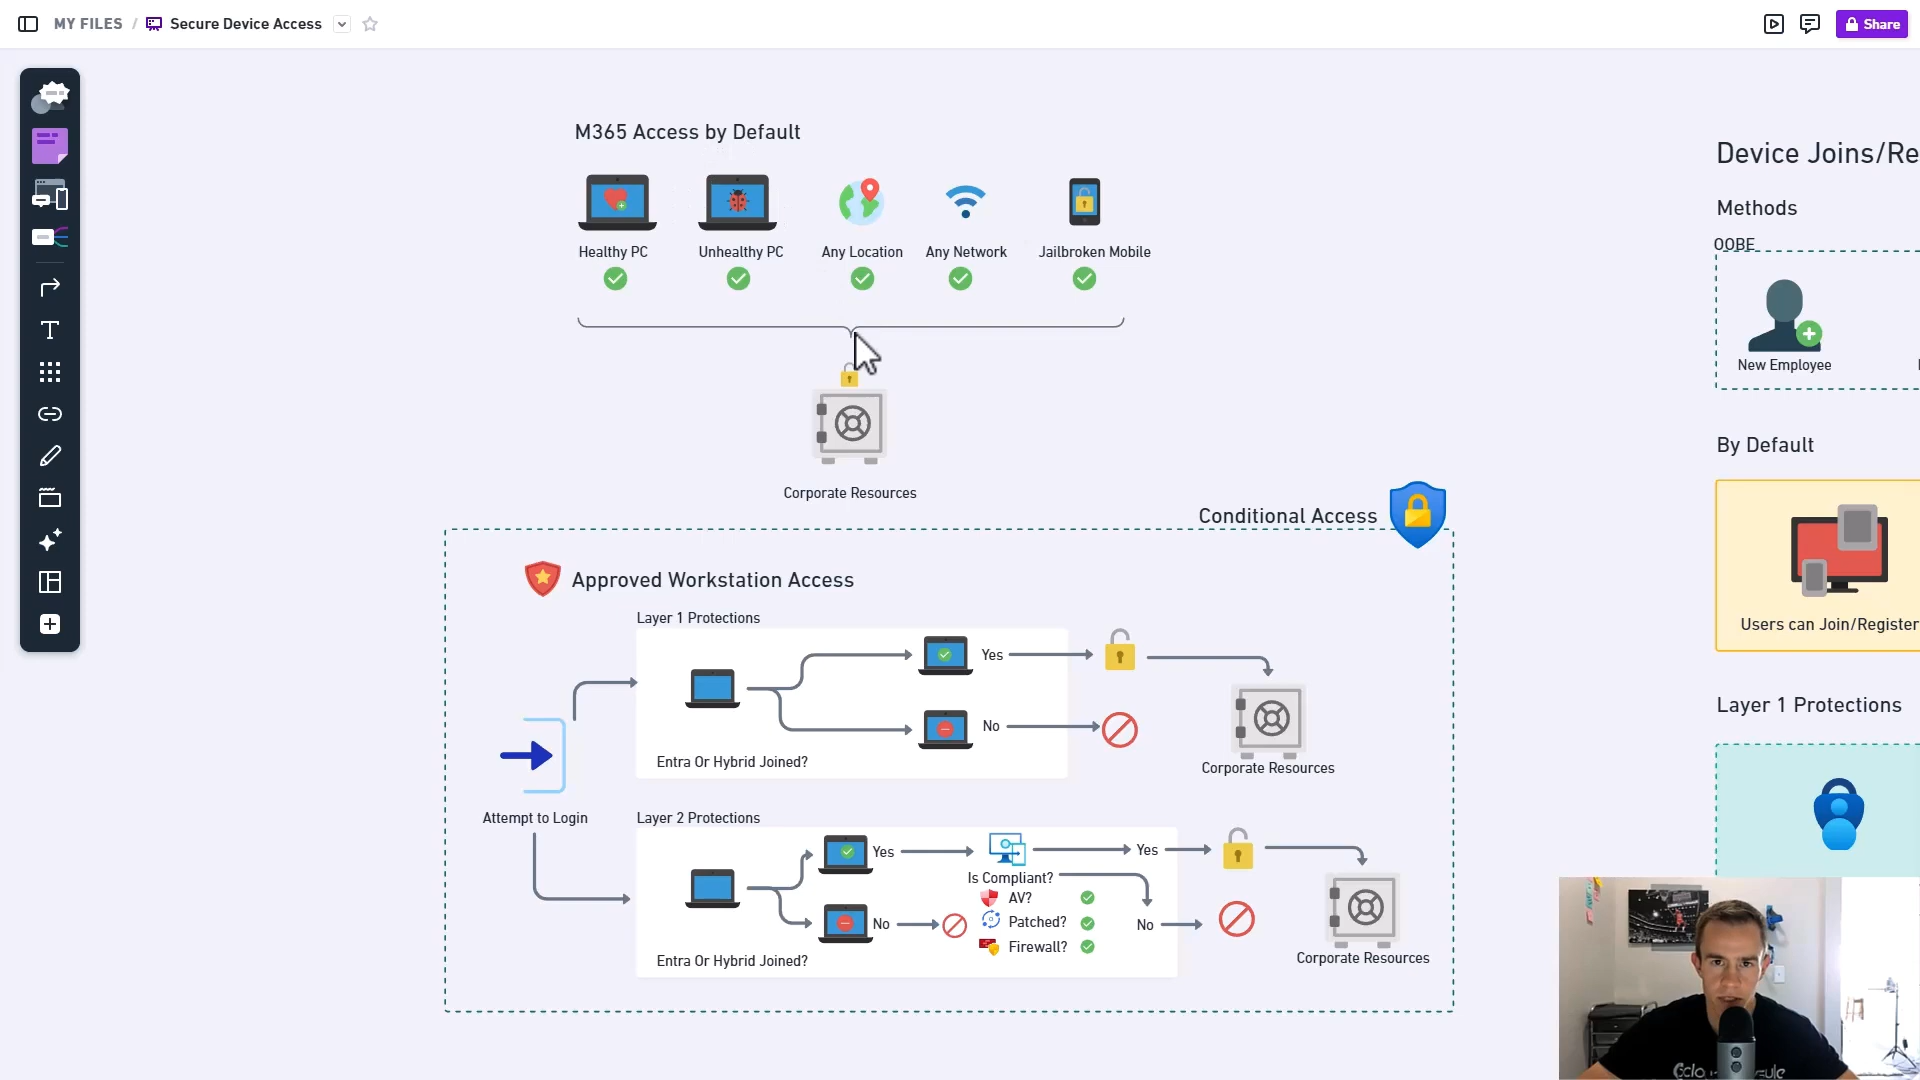 MY FILES / Secure Device Access
Share
M365 Access by Default
Healthy PC
Unhealthy PC
Any Location
Any Network
Jailbroken Mobile
Corporate Resources
Conditional Access
Approved Workstation Access
Layer 1 Protections
Yes
No
Entra Or Hybrid Joined?
Corporate Resources
Attempt to Login
Layer 2 Protections
Yes
No
Entra Or Hybrid Joined?
Is Compliant?
AV?
Patched?
Firewall?
Yes
No
Corporate Resources
Device Joins/Re
Methods
OOBE
New Employee
By Default
Users can Join/Register
Layer 1 Protections